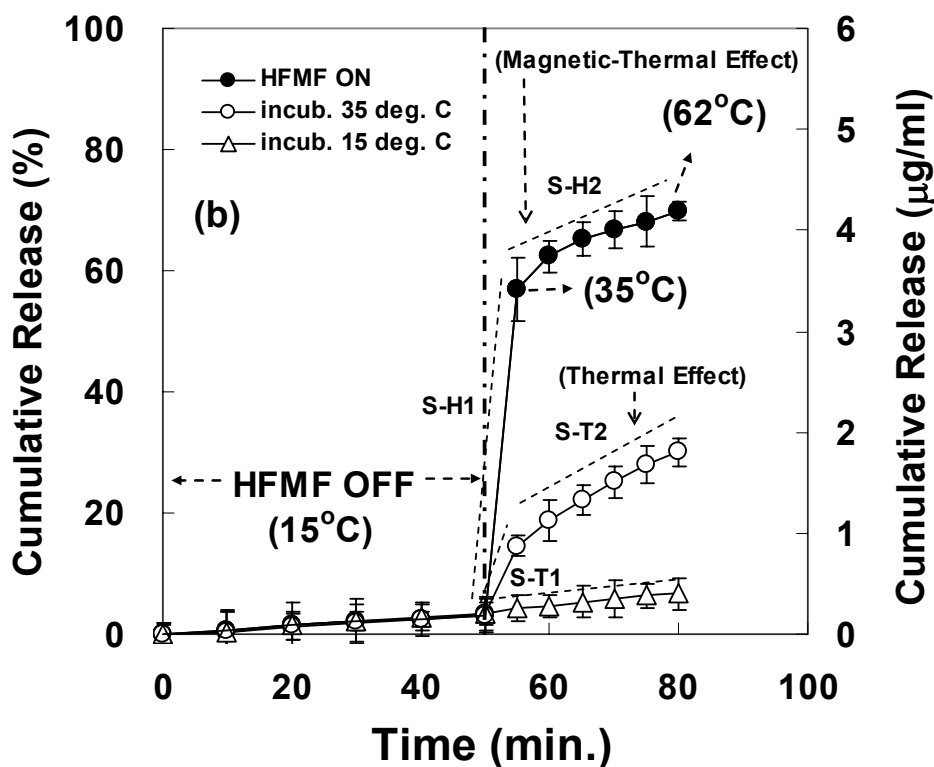 100
80
60
40
20
0
Cumulative Release (%)
HFMF ON
incub. 35 deg. C
incub. 15 deg. C
(b)
(Magnetic-Thermal Effect)
(62°C)
S-H2
(35°C)
S-H1
(Thermal Effect)
S-T2
HFMF OFF
(15°C)
S-T1
6
5
4
3
2
1
0
Cumulative Release (μg/ml)
0 20 40 60 80 100
Time (min.)